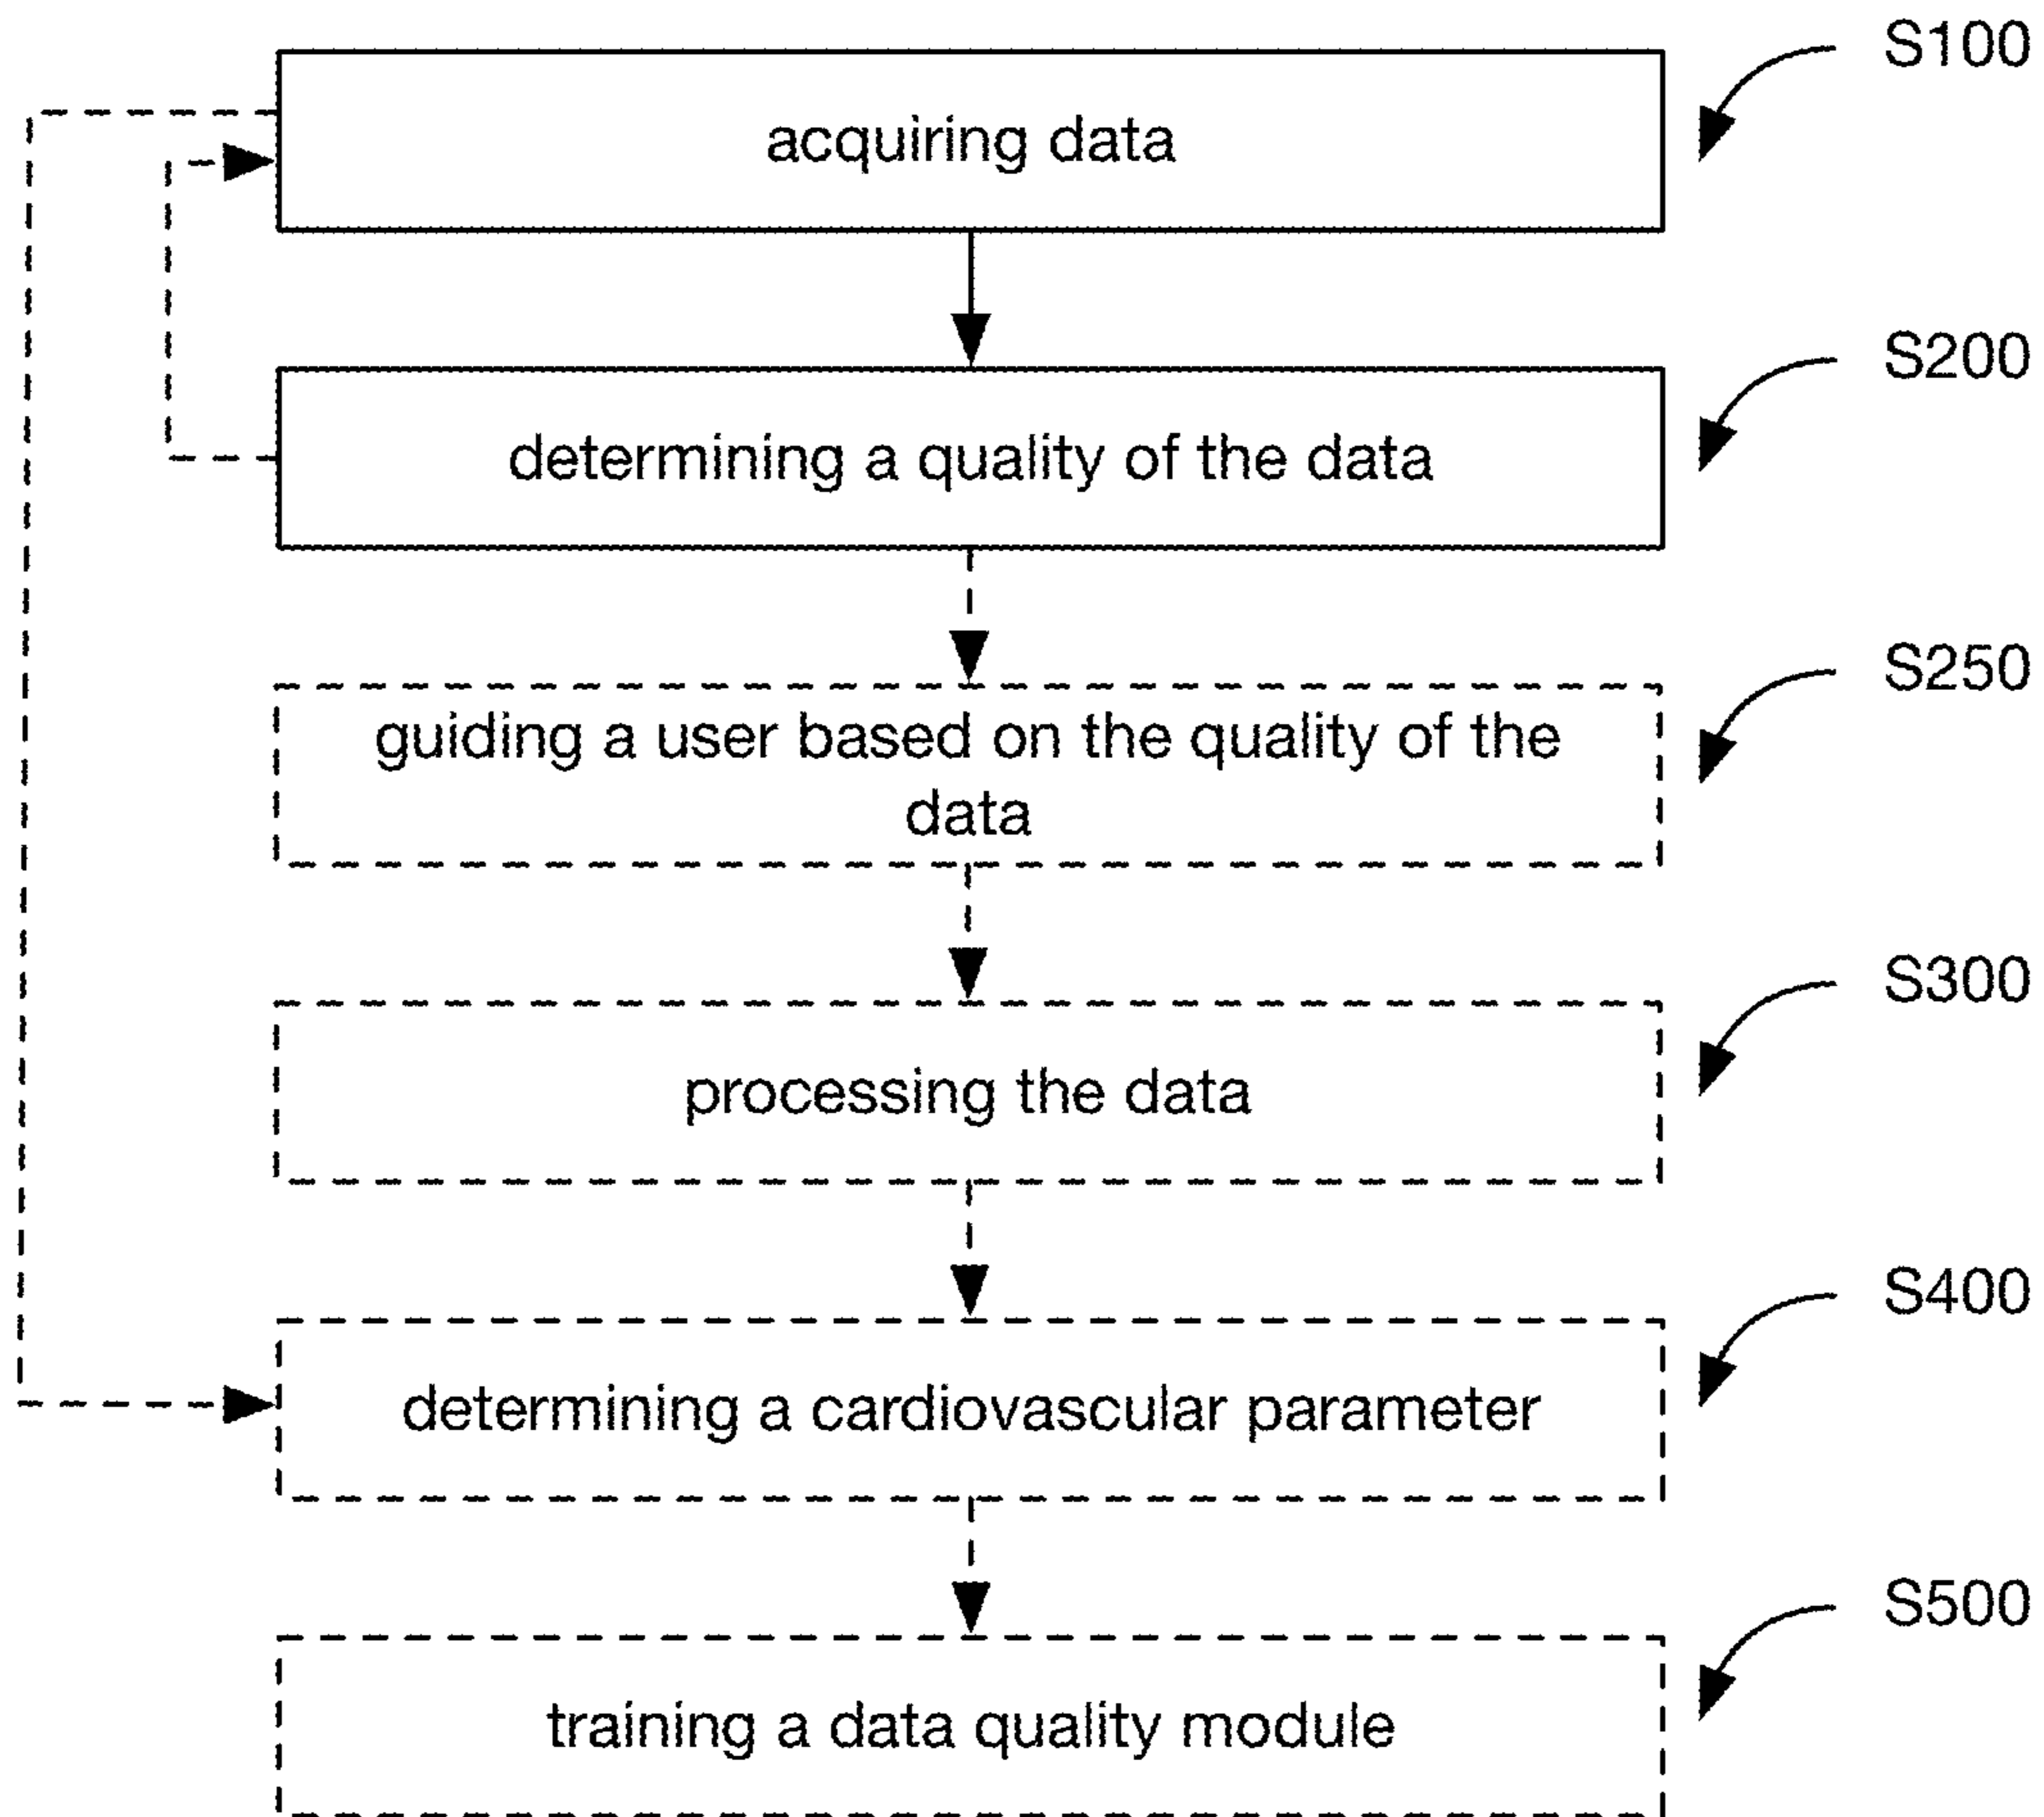 S100
acquiring data
S200
determining a quality of the data
S250
guiding a user based on the quality of the
data
S300
processing the data
S400
determining a cardiovascular parameter
S500
training a data quality module